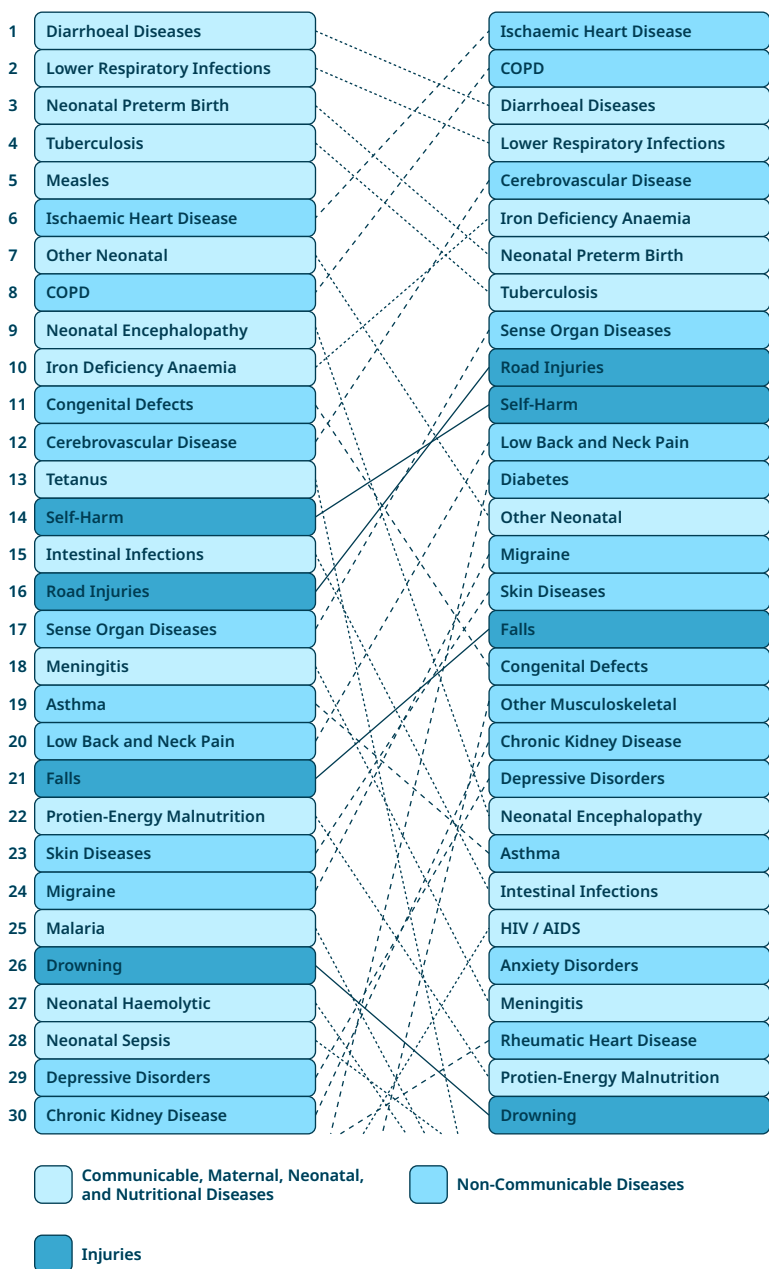 1 Diarrhoeal Diseases Ischaemic Heart Disease
2 Lower Respiratory Infections COPD
3 Neonatal Preterm Birth Diarrhoeal Diseases
4 Tuberculosis Lower Respiratory Infections
5 Measles Cerebrovascular Disease
6 Ischaemic Heart Disease Iron Deficiency Anaemia
7 Other Neonatal Neonatal Preterm Birth
8 COPD Tuberculosis
9 Neonatal Encephalopathy Sense Organ Diseases
10 Iron Deficiency Anaemia Road Injuries
11 Congenital Defects Self-Harm
12 Cerebrovascular Disease Low Back and Neck Pain
13 Tetanus Diabetes
14 Self-Harm Other Neonatal
15 Intestinal Infections Migraine
16 Road Injuries Skin Diseases
17 Sense Organ Diseases Falls
18 Meningitis Congenital Defects
19 Asthma Other Musculoskeletal
20 Low Back and Neck Pain Chronic Kidney Disease
21 Falls Depressive Disorders
22 Protien-Energy Malnutrition Neonatal Encephalopathy
23 Skin Diseases Asthma
24 Migraine Intestinal Infections
25 Malaria HIV / AIDS
26 Drowning Anxiety Disorders
27 Neonatal Haemolytic Meningitis
28 Neonatal Sepsis Rheumatic Heart Disease
29 Depressive Disorders Protien-Energy Malnutrition
30 Chronic Kidney Disease Drowning
Communicable, Maternal, Neonatal,
and Nutritional Diseases
Non-Communicable Diseases
Injuries